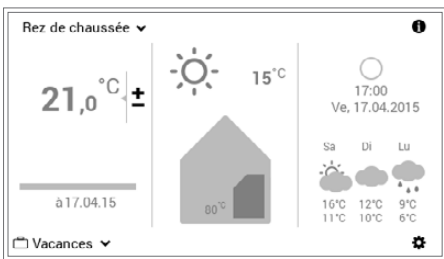 Rez de chaussée
21,0 °C ±
à 17.04.15
Vacances
15°C
80°C
17:00
Ve, 17.04.2015
Sa Di Lu
16°C 12°C 9°C
11°C 10°C 6°C